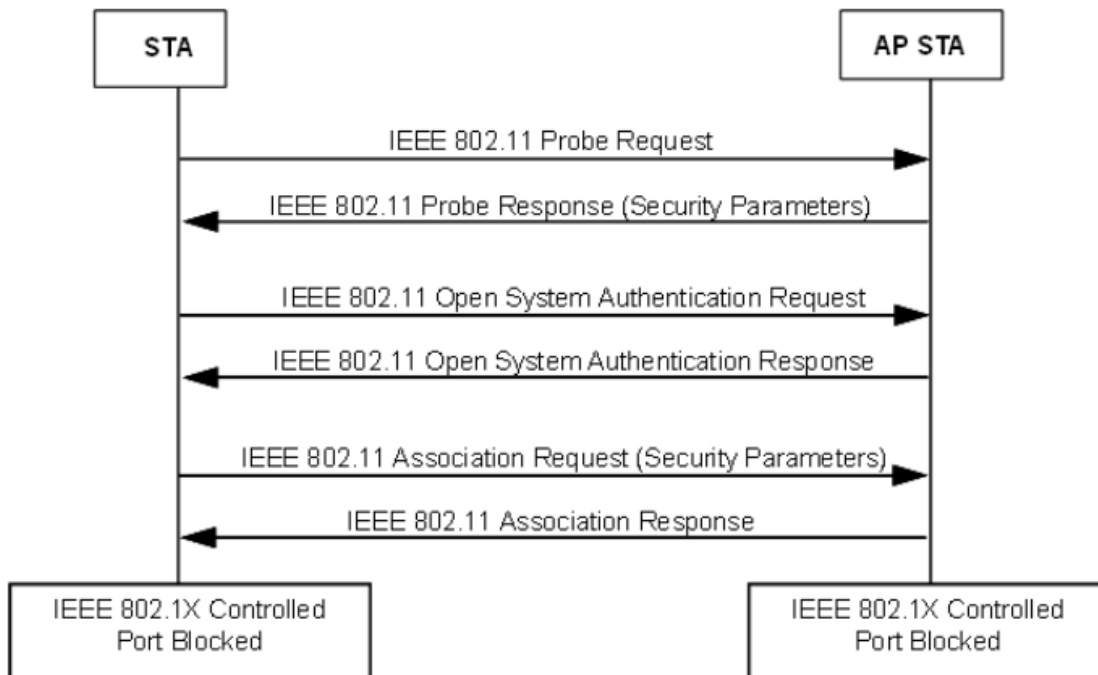 STA
AP STA
IEEE 802.11 Probe Request
IEEE 802.11 Probe Response (Security Parameters)
IEEE 802.11 Open System Authentication Request
IEEE 802.11 Open System Authentication Response
IEEE 802.11 Association Request (Security Parameters)
IEEE 802.11 Association Response
IEEE 802.1X Controlled
Port Blocked
IEEE 802.1X Controlled
Port Blocked